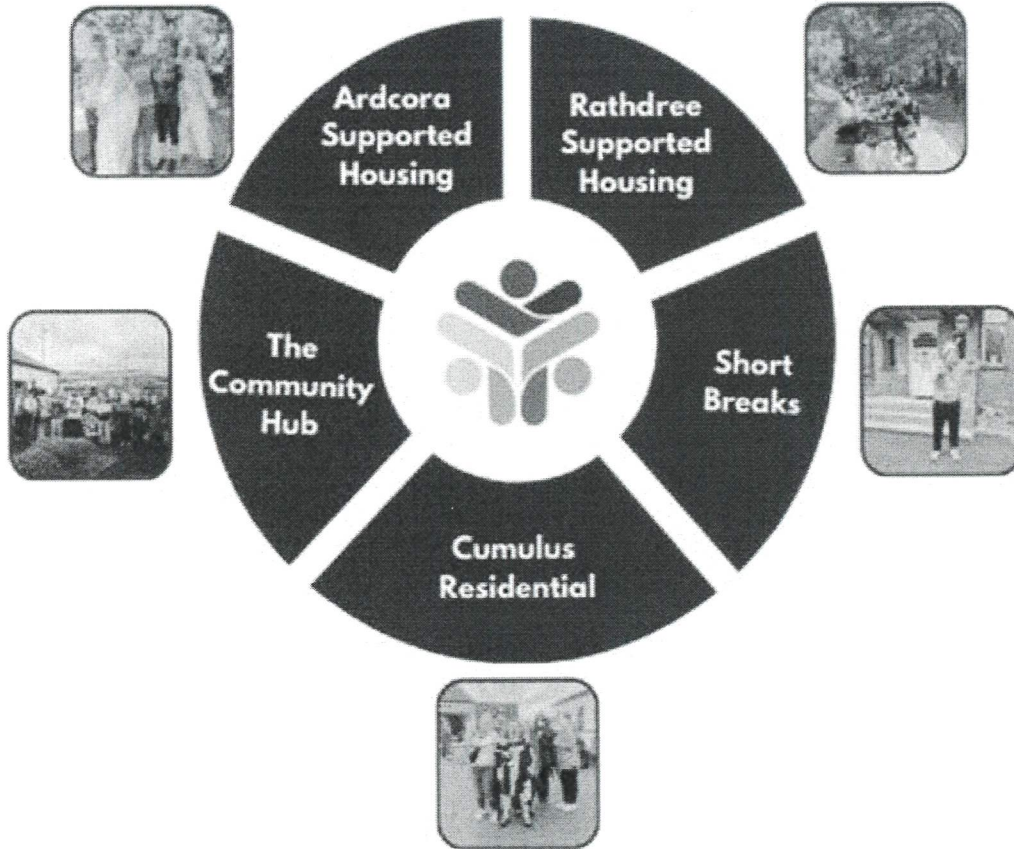 Ardcora
Supported
Housing
Rathdree
Supported
Housing
Short
Breaks
Cumulus
Residential
The
Community
Hub